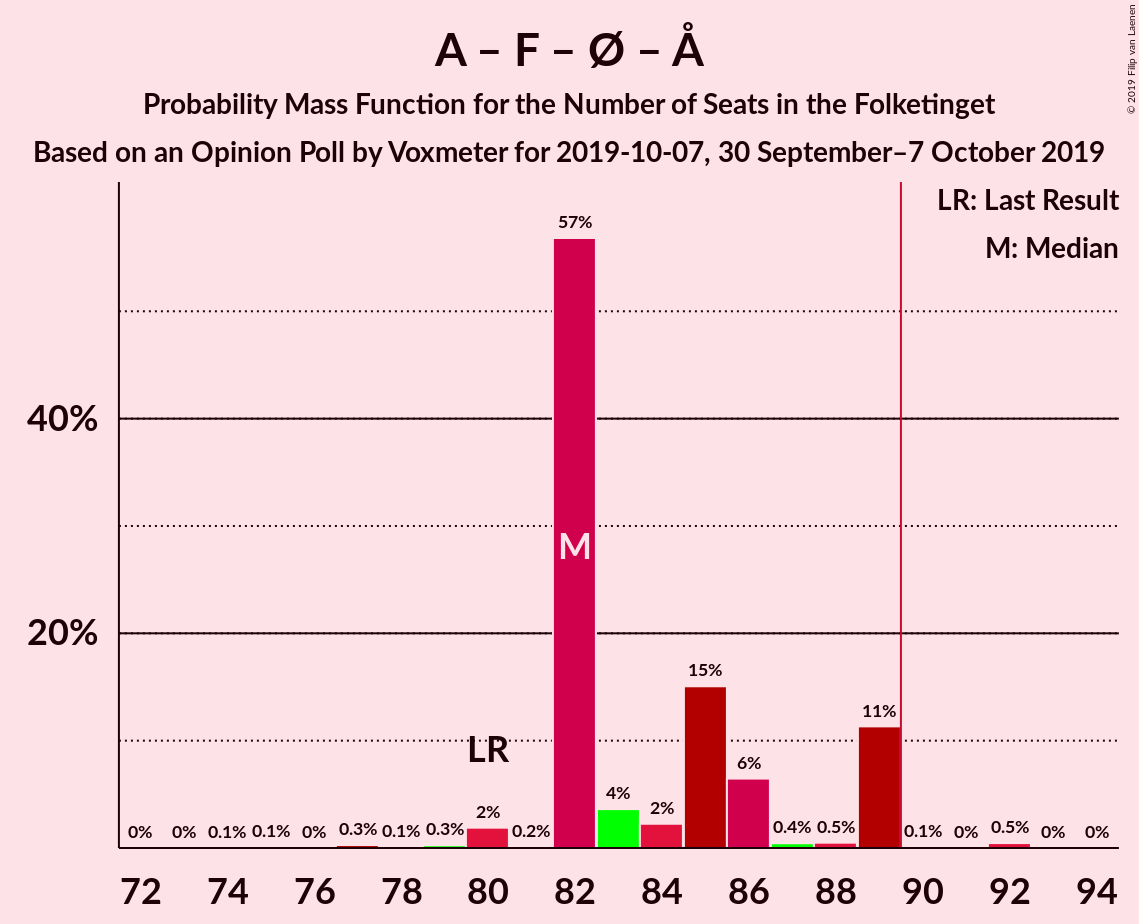 A – F – Ø – Å
Probability Mass Function for the Number of Seats in the Folketinget
Based on an Opinion Poll by Voxmeter for 2019-10-07, 30 September–7 October 2019
© 2019 Filip van Laenen
LR: Last Result
M: Median
57%
40%
M
20%
15%
11%
LR
6%
4%
2%
2%
0% 0% 0.1% 0.1% 0% 0.3% 0.1% 0.3% 0.2% 0.4% 0.5% 0.1% 0% 0.5% 0% 0%
72 74 76 78 80 82 84 86 88 90 92 94